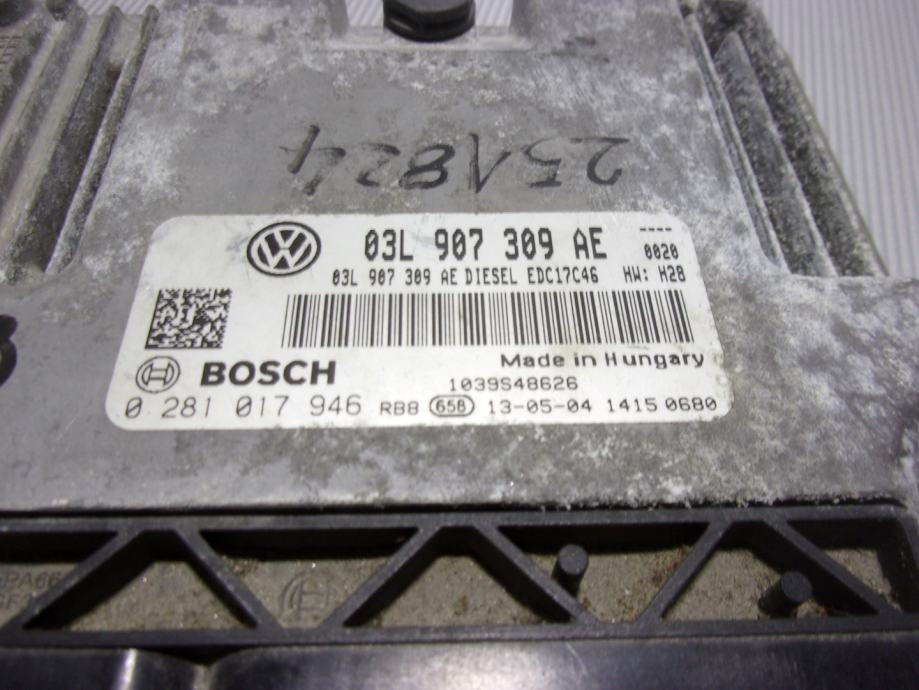 25A824
03L 907 309 AE ----
0020
03L 907 309 AE DIESEL EDC17C46 HW: H28
Made in Hungary
BOSCH
1039S48626
0 281 017 946 RB8 658 13-05-04 1415 0680